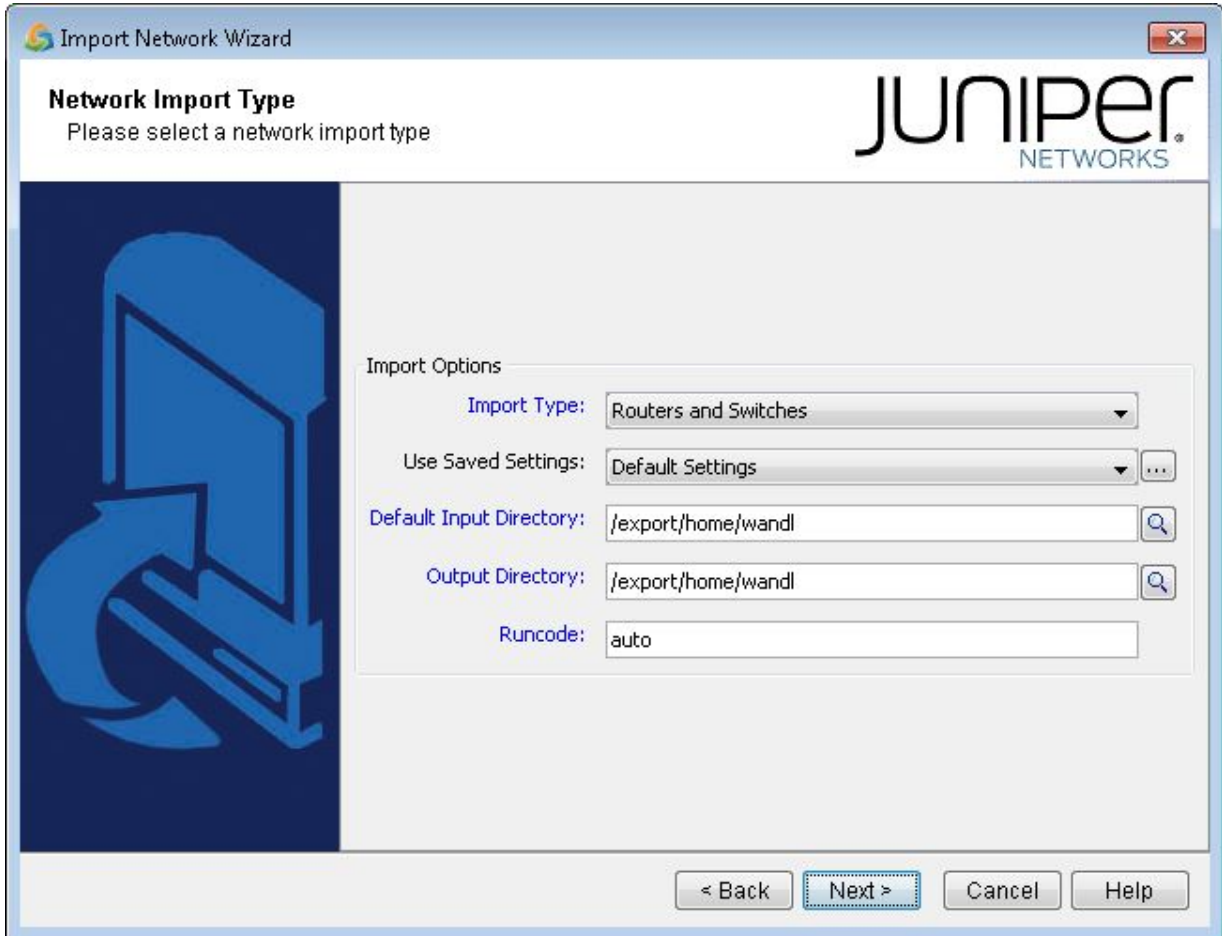 Import Network Wizard
Network Import Type
Please select a network import type
JUNIPER
NETWORKS
Import Options
Import Type: Routers and Switches
Use Saved Settings: Default Settings ...
Default Input Directory: /export/home/wandl
Output Directory: /export/home/wandl
Runcode: auto
< Back Next > Cancel Help